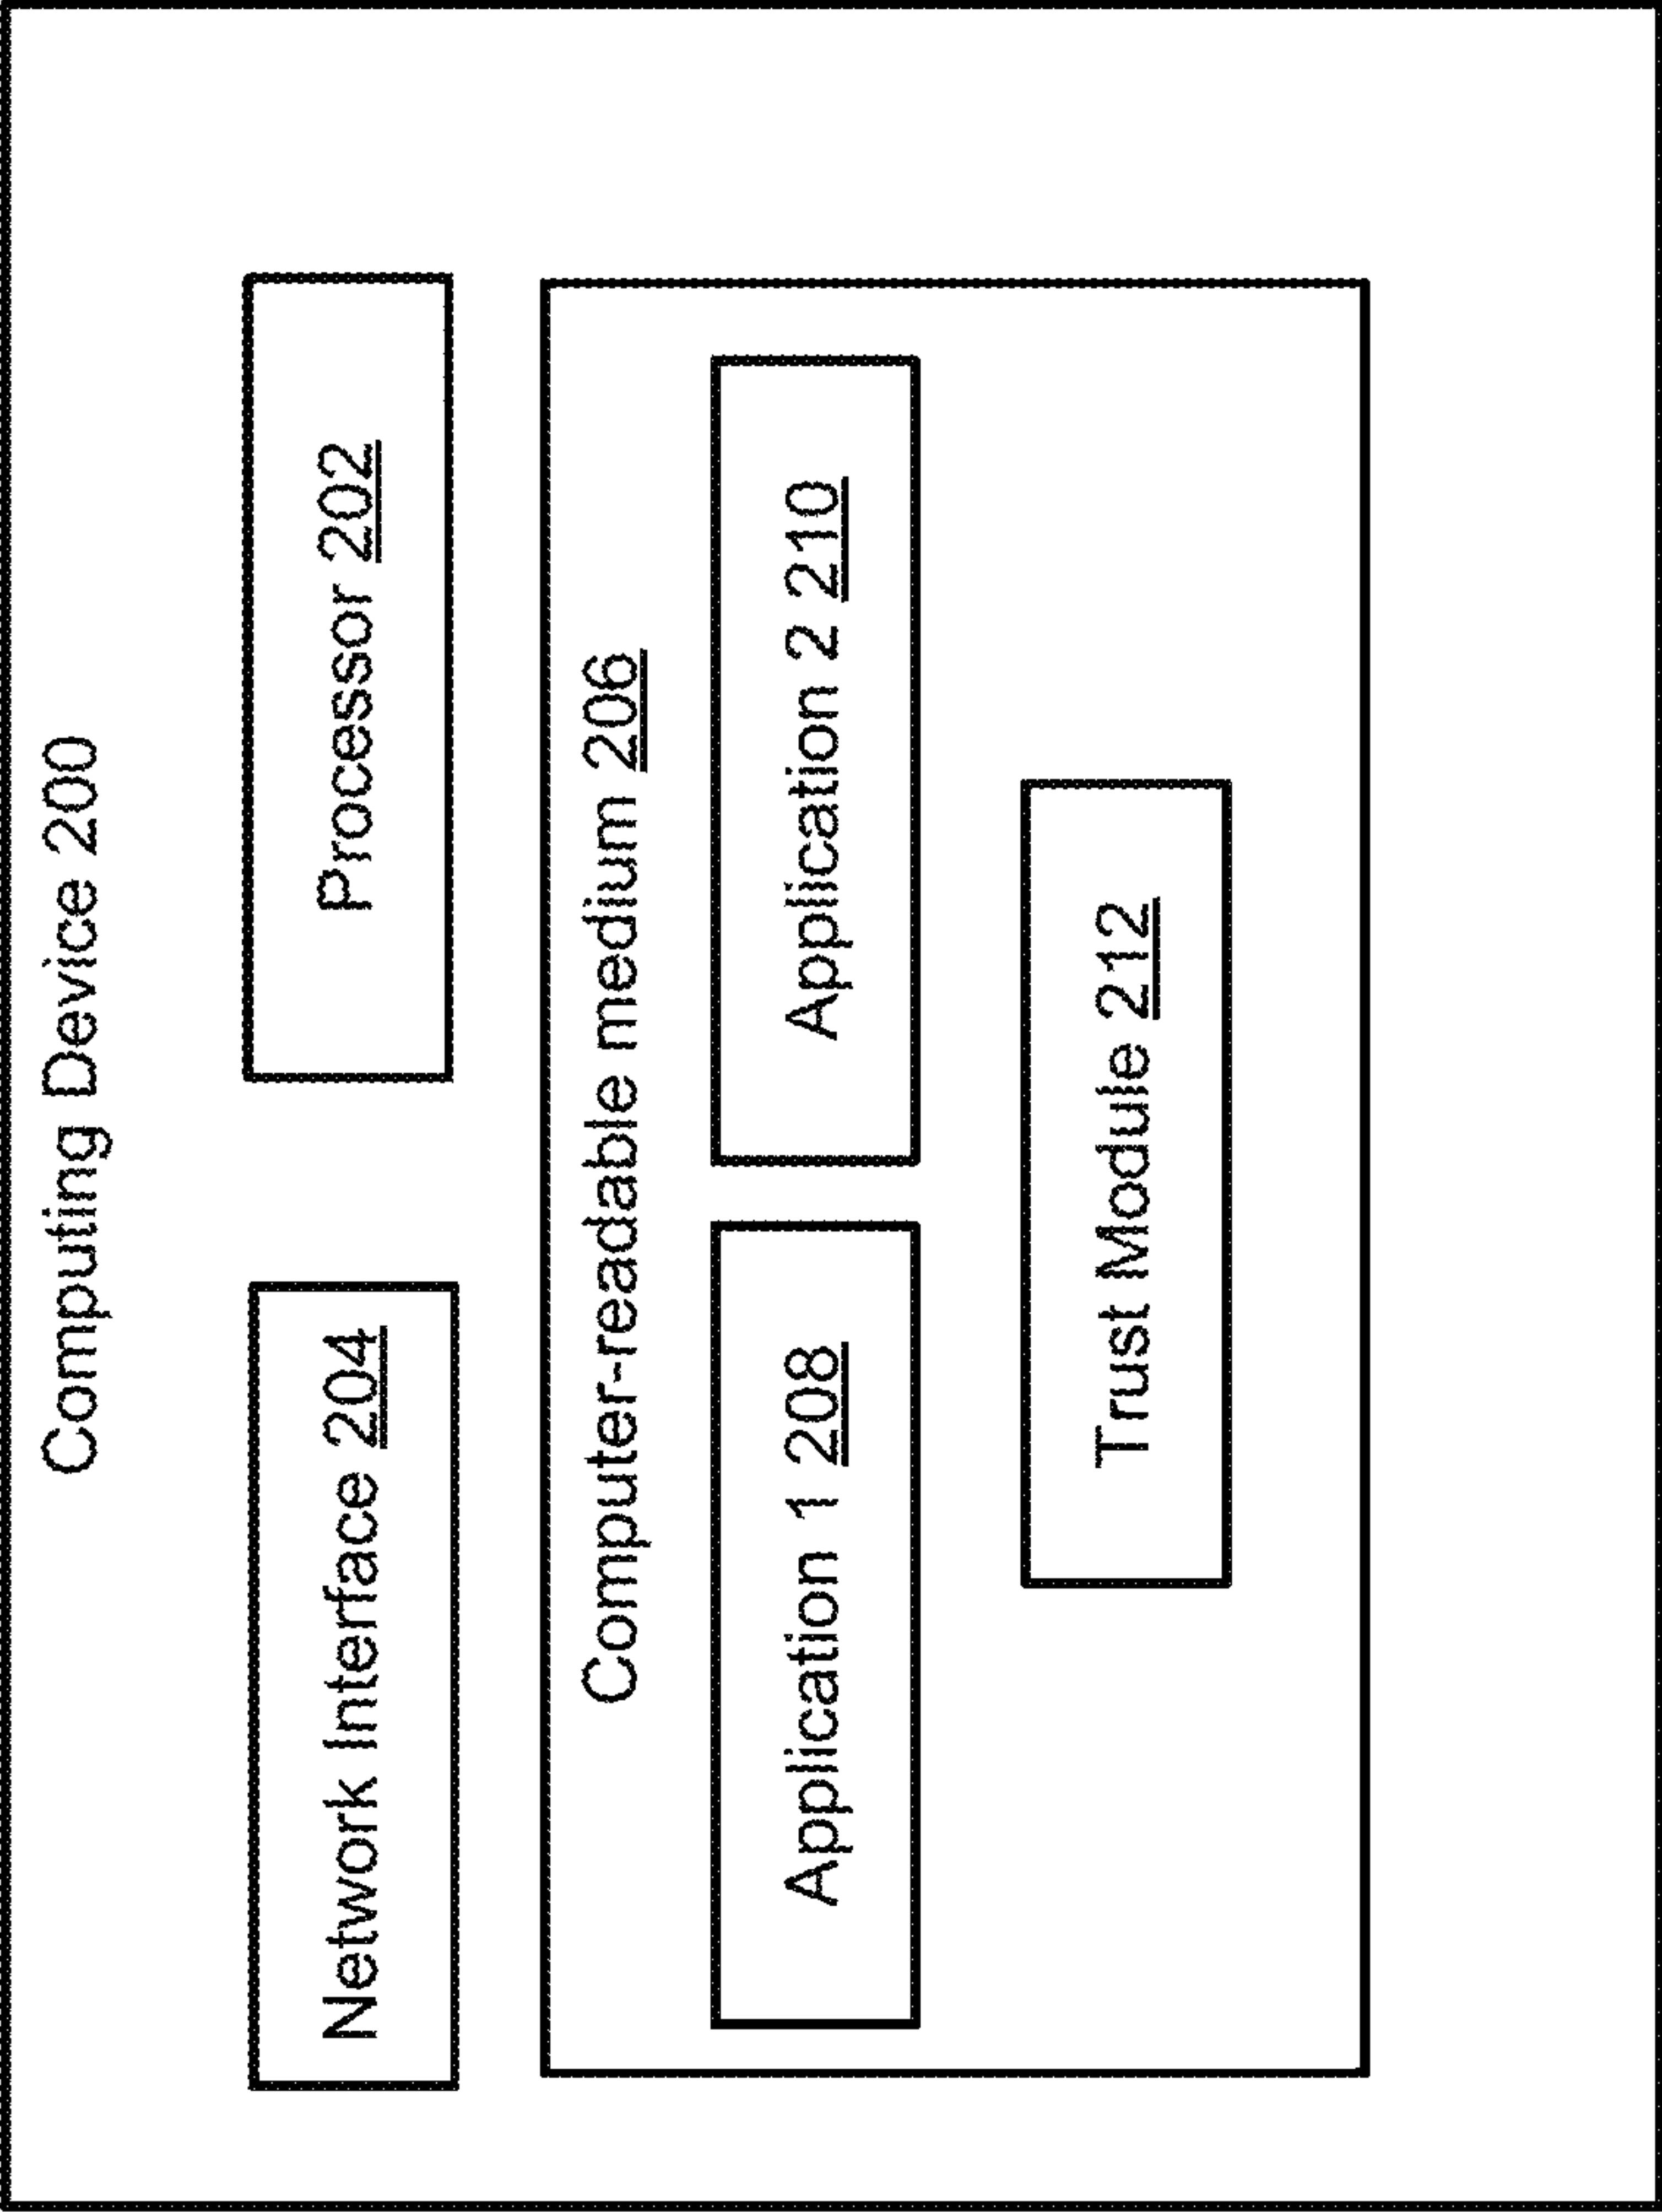 Computing Device 200
Network Interface 204
Processor 202
Computer-readable medium 206
Application 1 208
Application 2 210
Trust Module 212